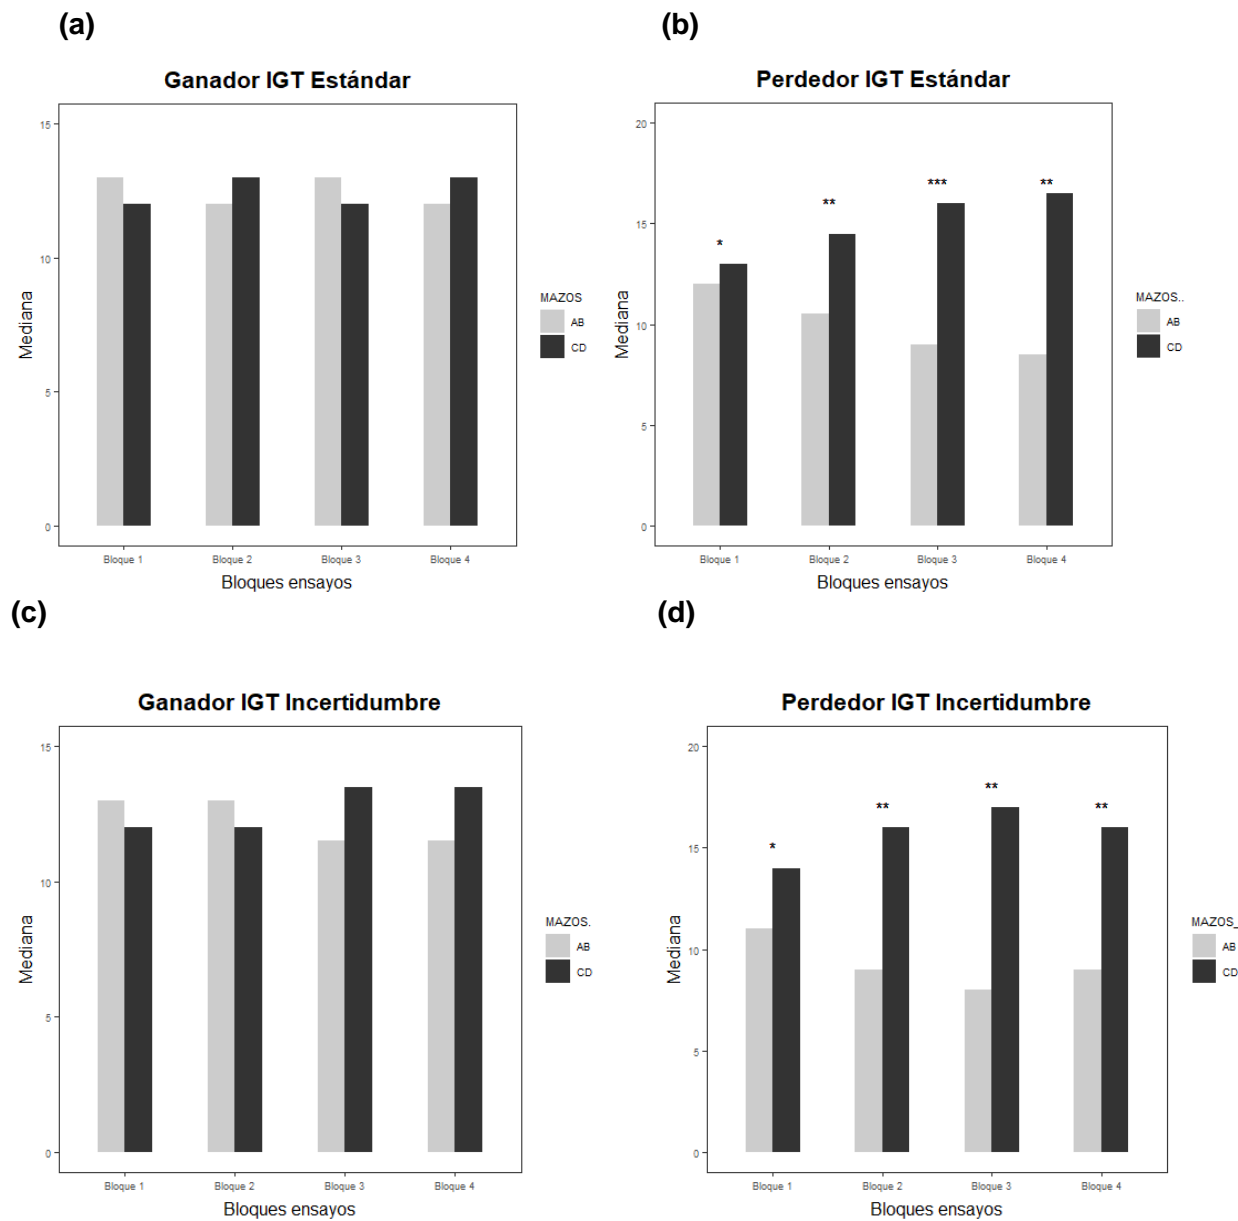 (a)
Ganador IGT Estándar
15
10
5
0
Mediana
Bloque 1 Bloque 2 Bloque 3 Bloque 4
Bloques ensayos
MAZOS
AB
CD
(b)
Perdedor IGT Estándar
20
15
10
5
0
Mediana
* ** *** **
Bloque 1 Bloque 2 Bloque 3 Bloque 4
Bloques ensayos
MAZOS..
AB
CD
(c)
Ganador IGT Incertidumbre
15
10
5
0
Mediana
Bloque 1 Bloque 2 Bloque 3 Bloque 4
Bloques ensayos
MAZOS.
AB
CD
(d)
Perdedor IGT Incertidumbre
20
15
10
5
0
Mediana
* ** ** **
Bloque 1 Bloque 2 Bloque 3 Bloque 4
Bloques ensayos
MAZOS_
AB
CD